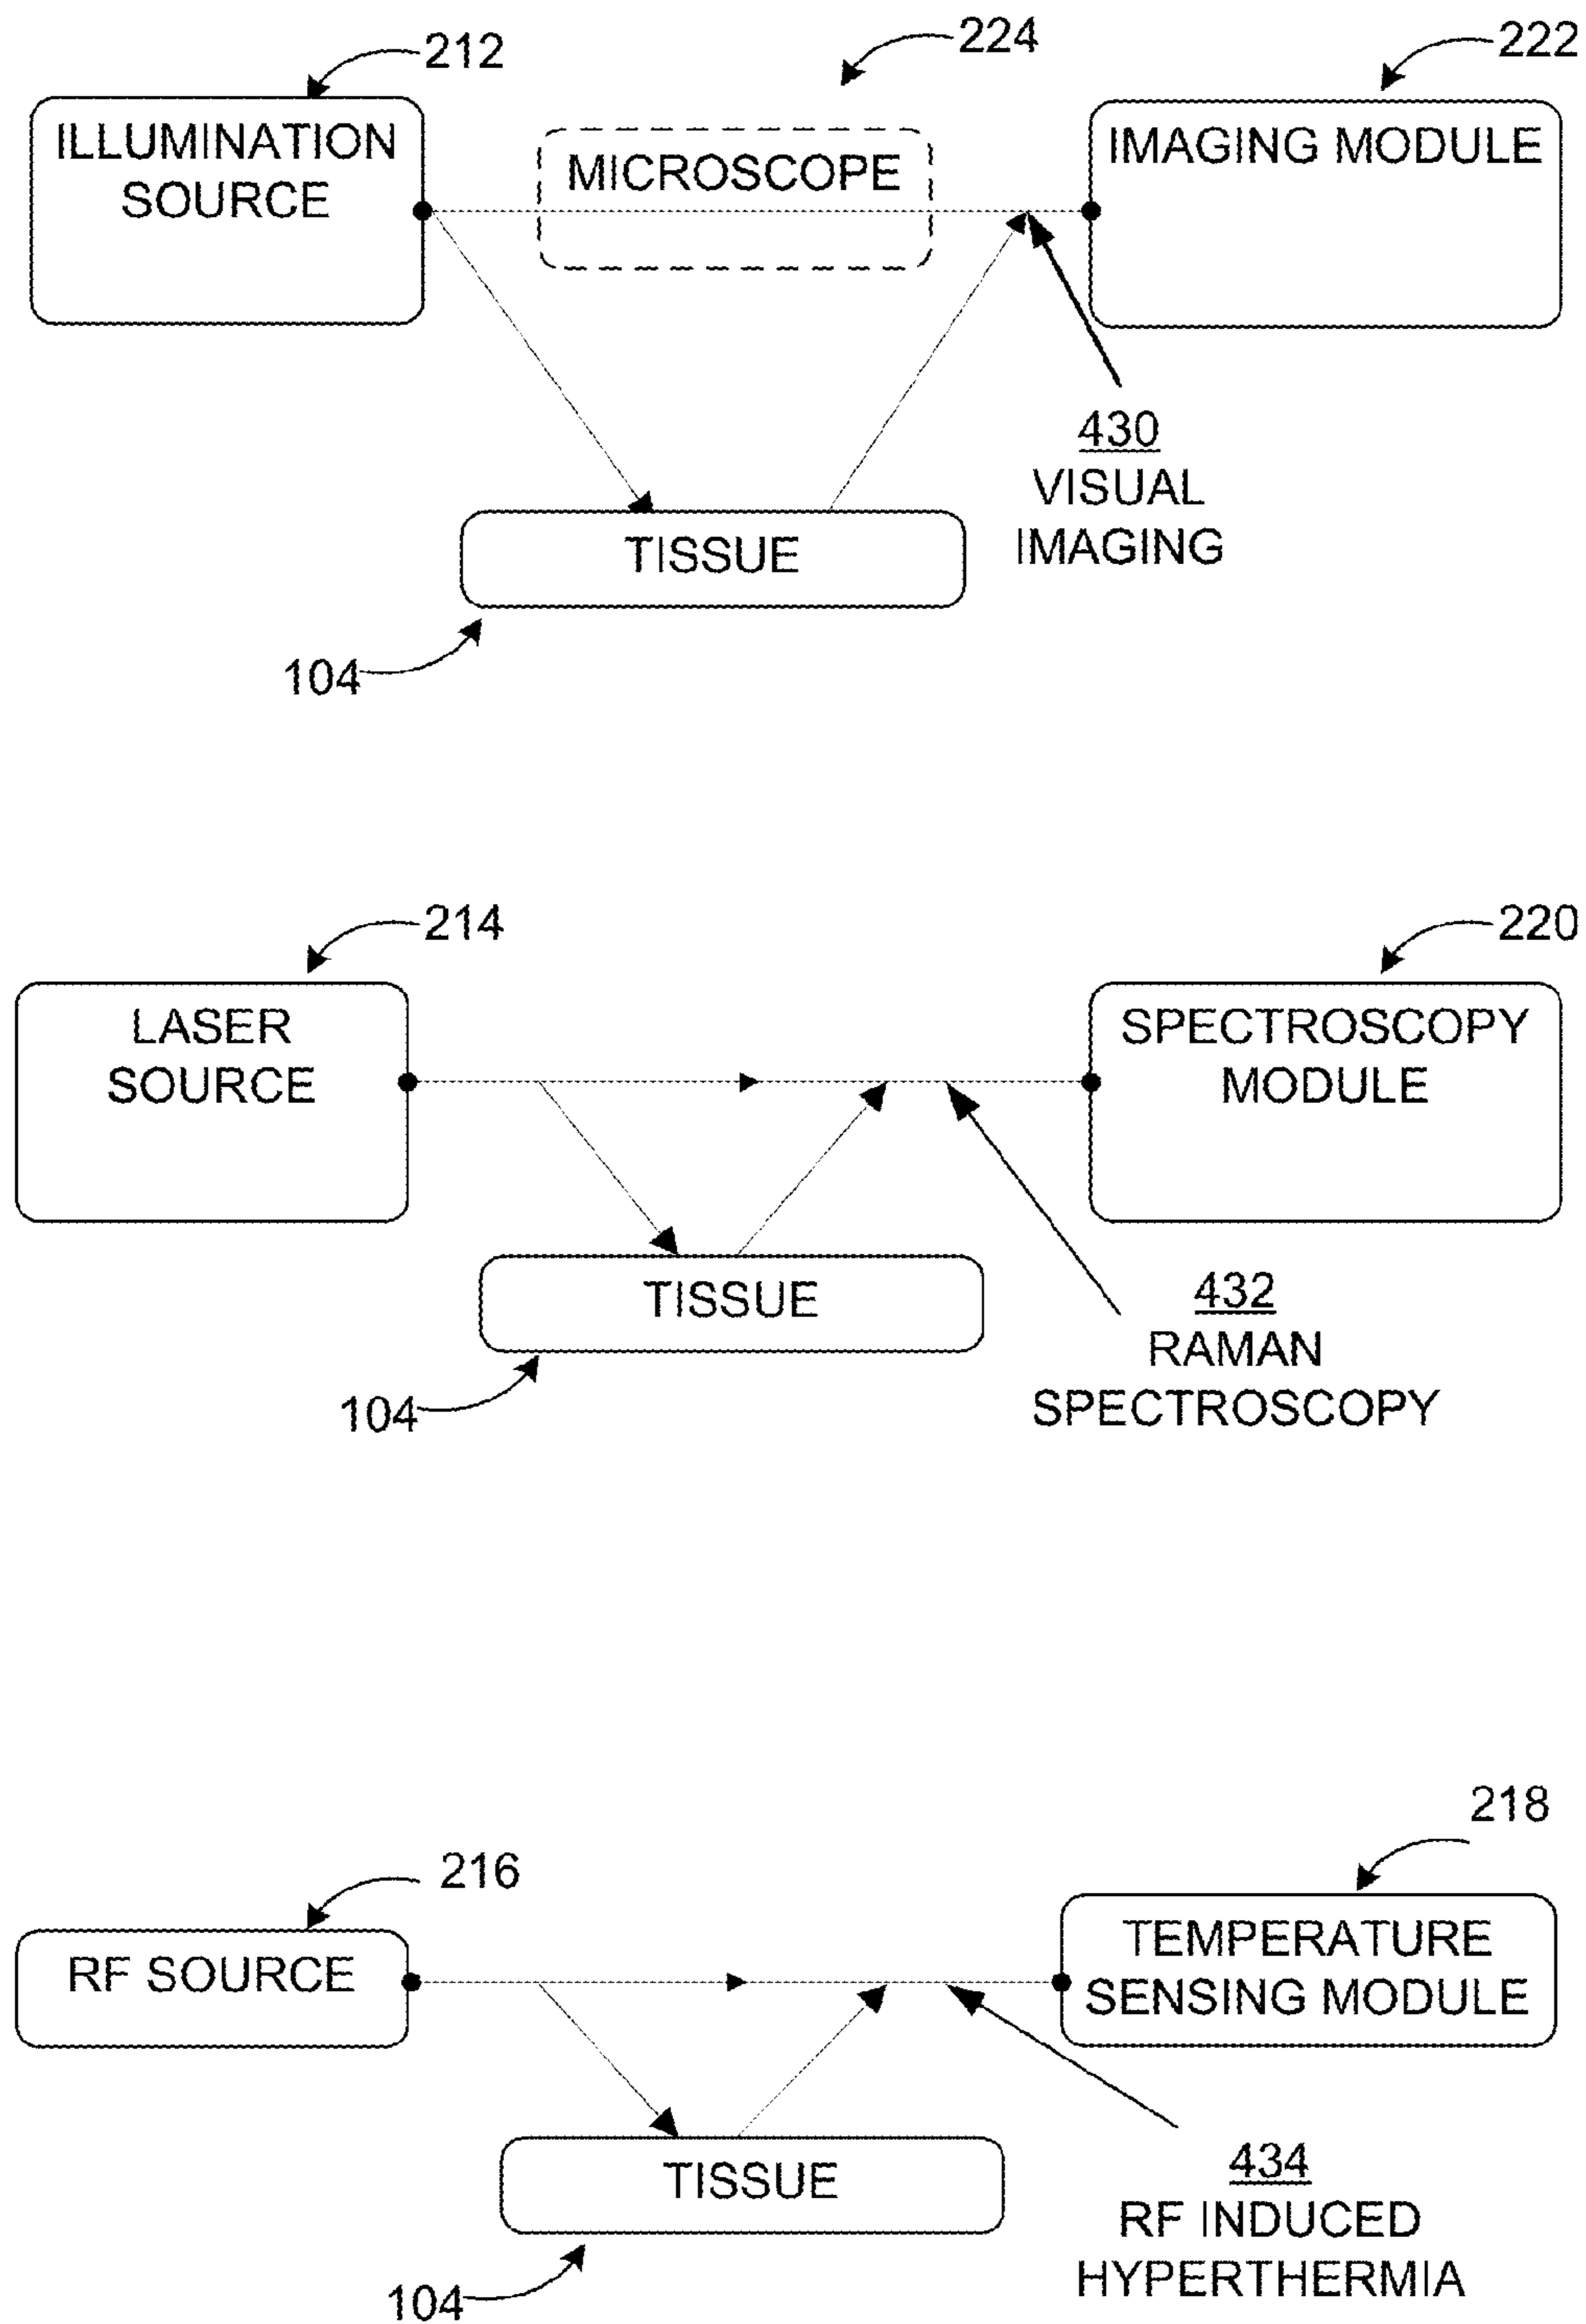 212
224
222
ILLUMINATION
SOURCE
MICROSCOPE
IMAGING MODULE
430
VISUAL
IMAGING
TISSUE
104
214
220
LASER
SOURCE
SPECTROSCOPY
MODULE
TISSUE
432
RAMAN
SPECTROSCOPY
104
216
218
RF SOURCE
TEMPERATURE
SENSING MODULE
TISSUE
434
RF INDUCED
HYPERTHERMIA
104